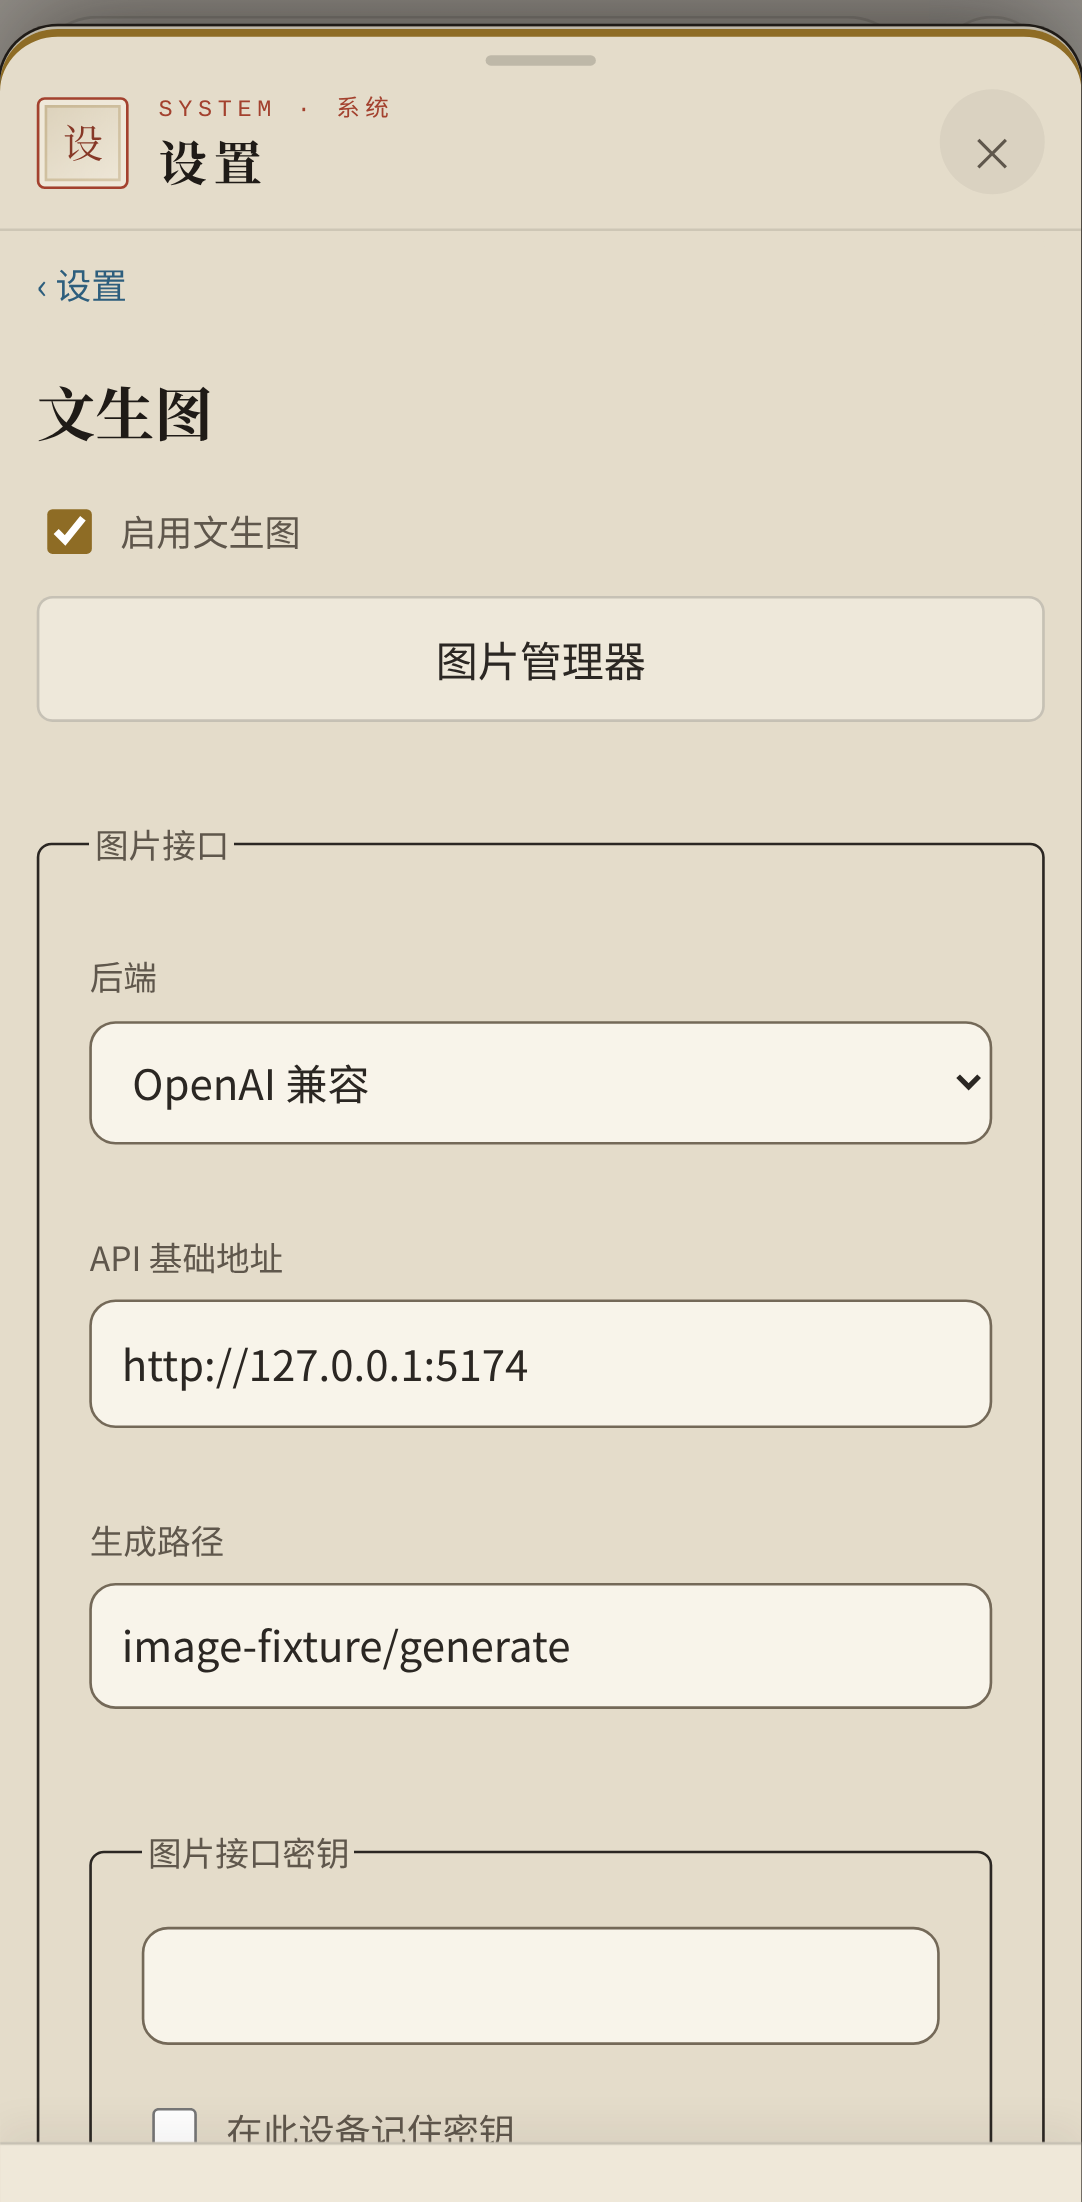 设
SYSTEM · 系统
设置
‹ 设置
文生图
启用文生图
图片管理器
图片接口
后端
OpenAI 兼容
API 基础地址
http://127.0.0.1:5174
生成路径
image-fixture/generate
图片接口密钥
在此设备记住密钥